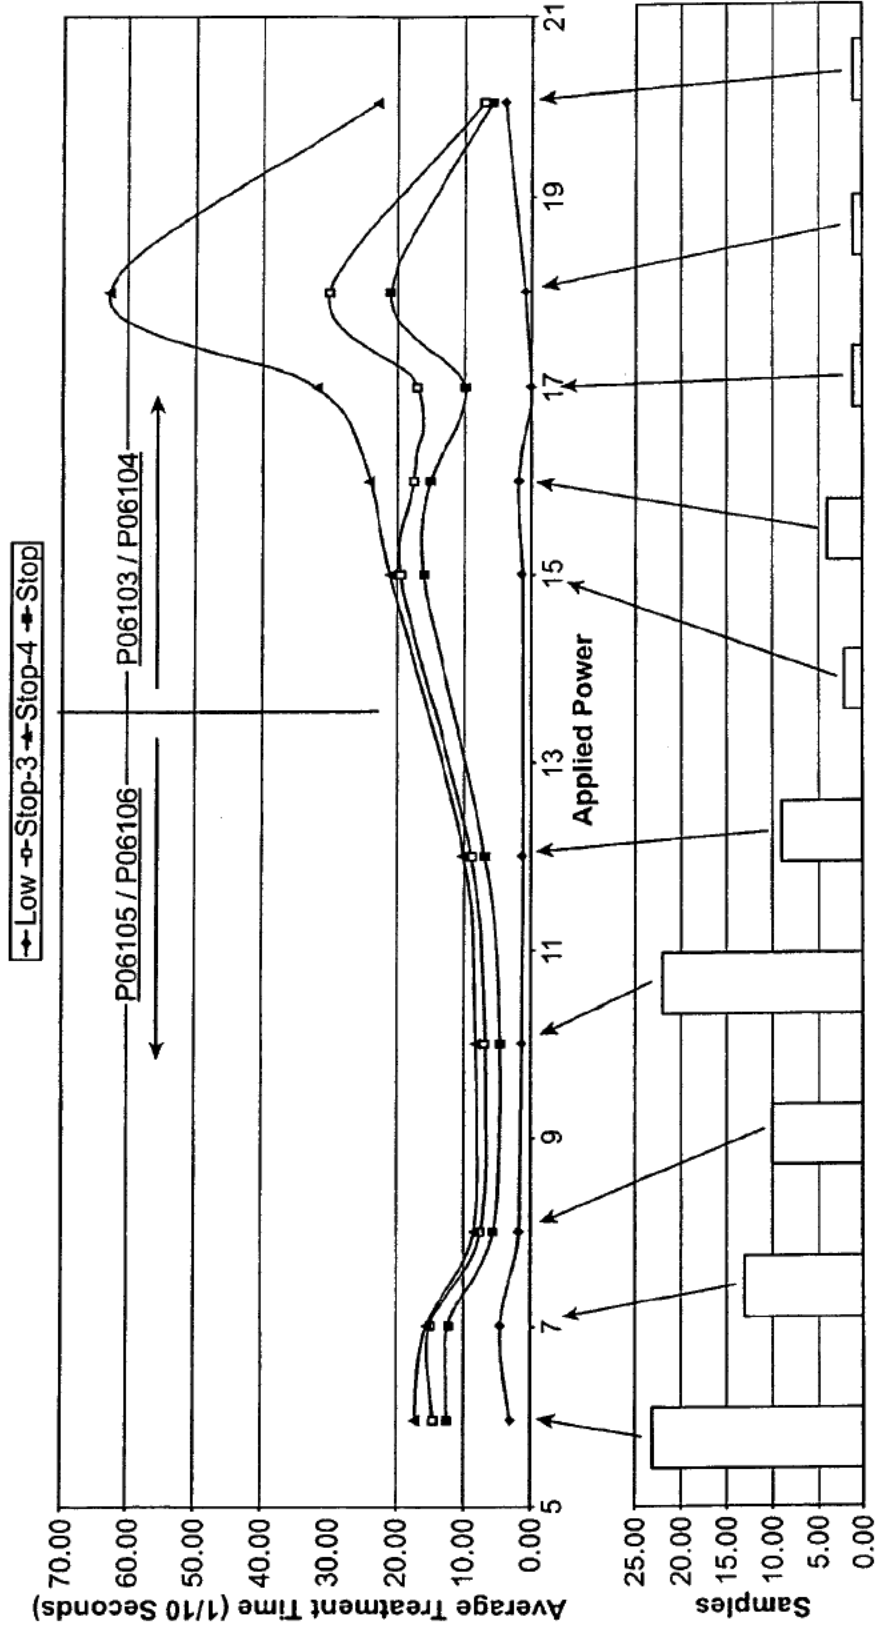 Low Stop-3 Stop-4 Stop
P06105 / P06106
P06103 / P06104
Average Treatment Time (1/10 Seconds)
70.00
60.00
50.00
40.00
30.00
20.00
10.00
0.00
5 7 9 11 13 15 17 19 21
Applied Power
Samples
25.00
20.00
15.00
10.00
5.00
0.00